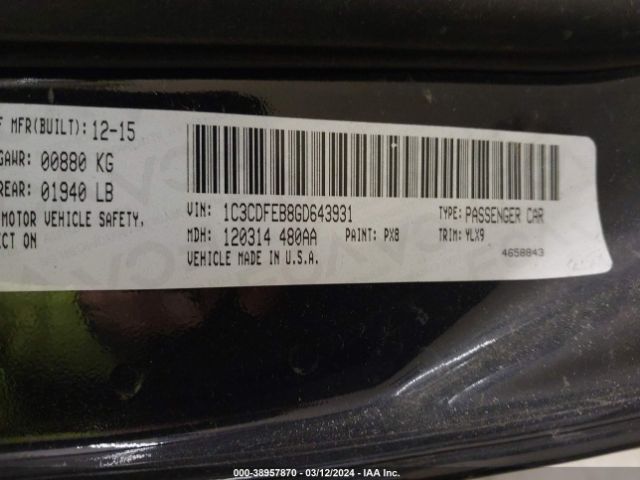 F MFR(BUILT): 12-15
GAWR: 00880 KG
REAR: 01940 LB
MOTOR VEHICLE SAFETY,
ECT ON
VIN: 1C3CDFEB8GD643931 TYPE: PASSENGER CAR
MDH: 120314 480AA PAINT: PX8 TRIM: YLX9
VEHICLE MADE IN U.S.A. 4658843
000-38957870 - 03/12/2024 - IAA Inc.